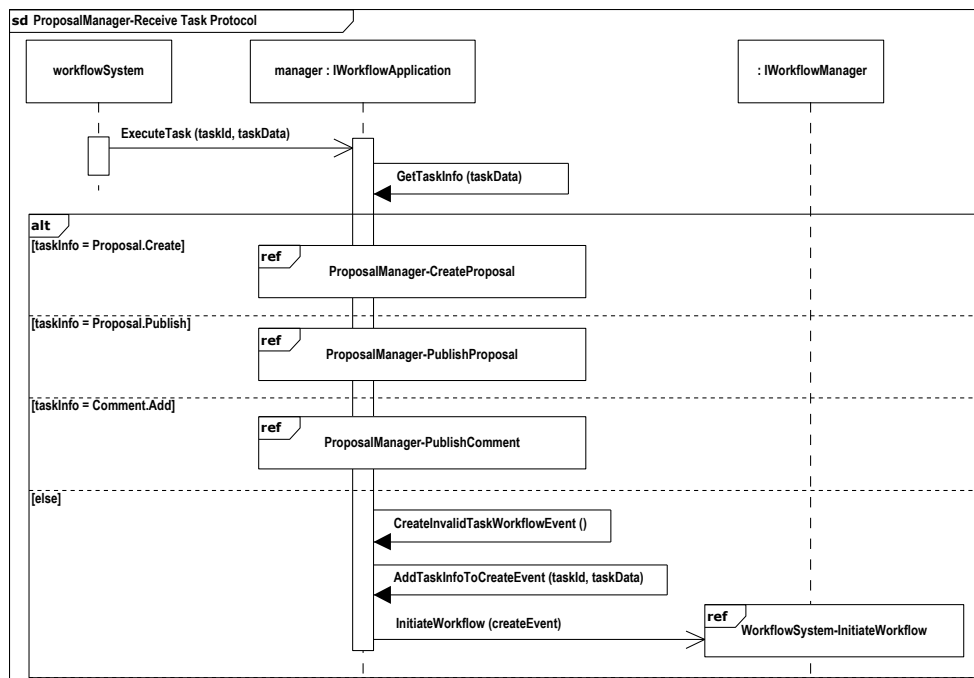 sd ProposalManager-Receive Task Protocol
workflowSystem
manager : IWorkflowApplication
: IWorkflowManager
ExecuteTask (taskId, taskData)
GetTaskInfo (taskData)
alt
[taskInfo = Proposal.Create]
ref
ProposalManager-CreateProposal
[taskInfo = Proposal.Publish]
ref
ProposalManager-PublishProposal
[taskInfo = Comment.Add]
ref
ProposalManager-PublishComment
[else]
CreateInvalidTaskWorkflowEvent ()
AddTaskInfoToCreateEvent (taskId, taskData)
InitiateWorkflow (createEvent)
ref
WorkflowSystem-InitiateWorkflow